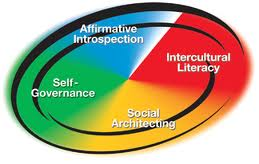 Affirmative
Introspection
Intercultural
Literacy
Self-
Governance
Social
Architecting